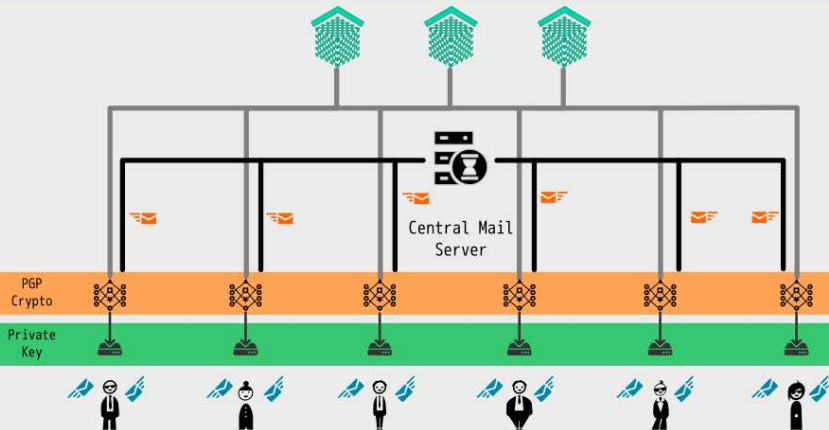 Central Mail
Server
PGP
Crypto
Private
Key